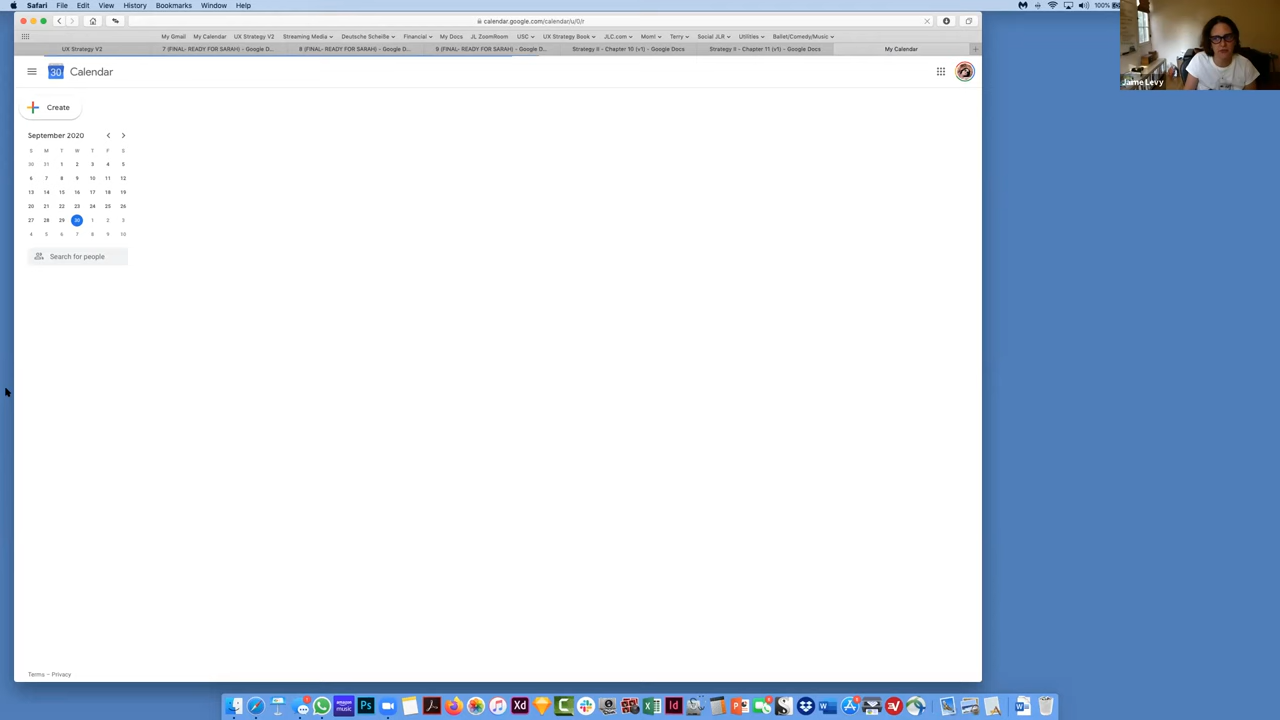 Safari File Edit View History Bookmarks Window Help 100%
calendar.google.com/calendar/u/0/r
My Gmail My Calendar UX Strategy V2 Streaming Media Deutsche Scheiße Financial My Docs JL ZoomRoom USC UX Strategy Book JLC.com Mom! Terry Social JLR Utilities Ballet/Comedy/Music
UX Strategy V2 7 (FINAL- READY FOR SARAH) - Google D... 8 (FINAL- READY FOR SARAH) - Google D... 9 (FINAL- READY FOR SARAH) - Google D... Strategy II - Chapter 10 (v1) - Google Docs Strategy II - Chapter 11 (v1) - Google Docs My Calendar
30 Calendar
Jaime Levy
Create
September 2020
S M T W T F S
30 31 1 2 3 4 5
6 7 8 9 10 11 12
13 14 15 16 17 18 19
20 21 22 23 24 25 26
27 28 29 30 1 2 3
4 5 6 7 8 9 10
Search for people
Terms – Privacy
amazon music Ps Xd Id